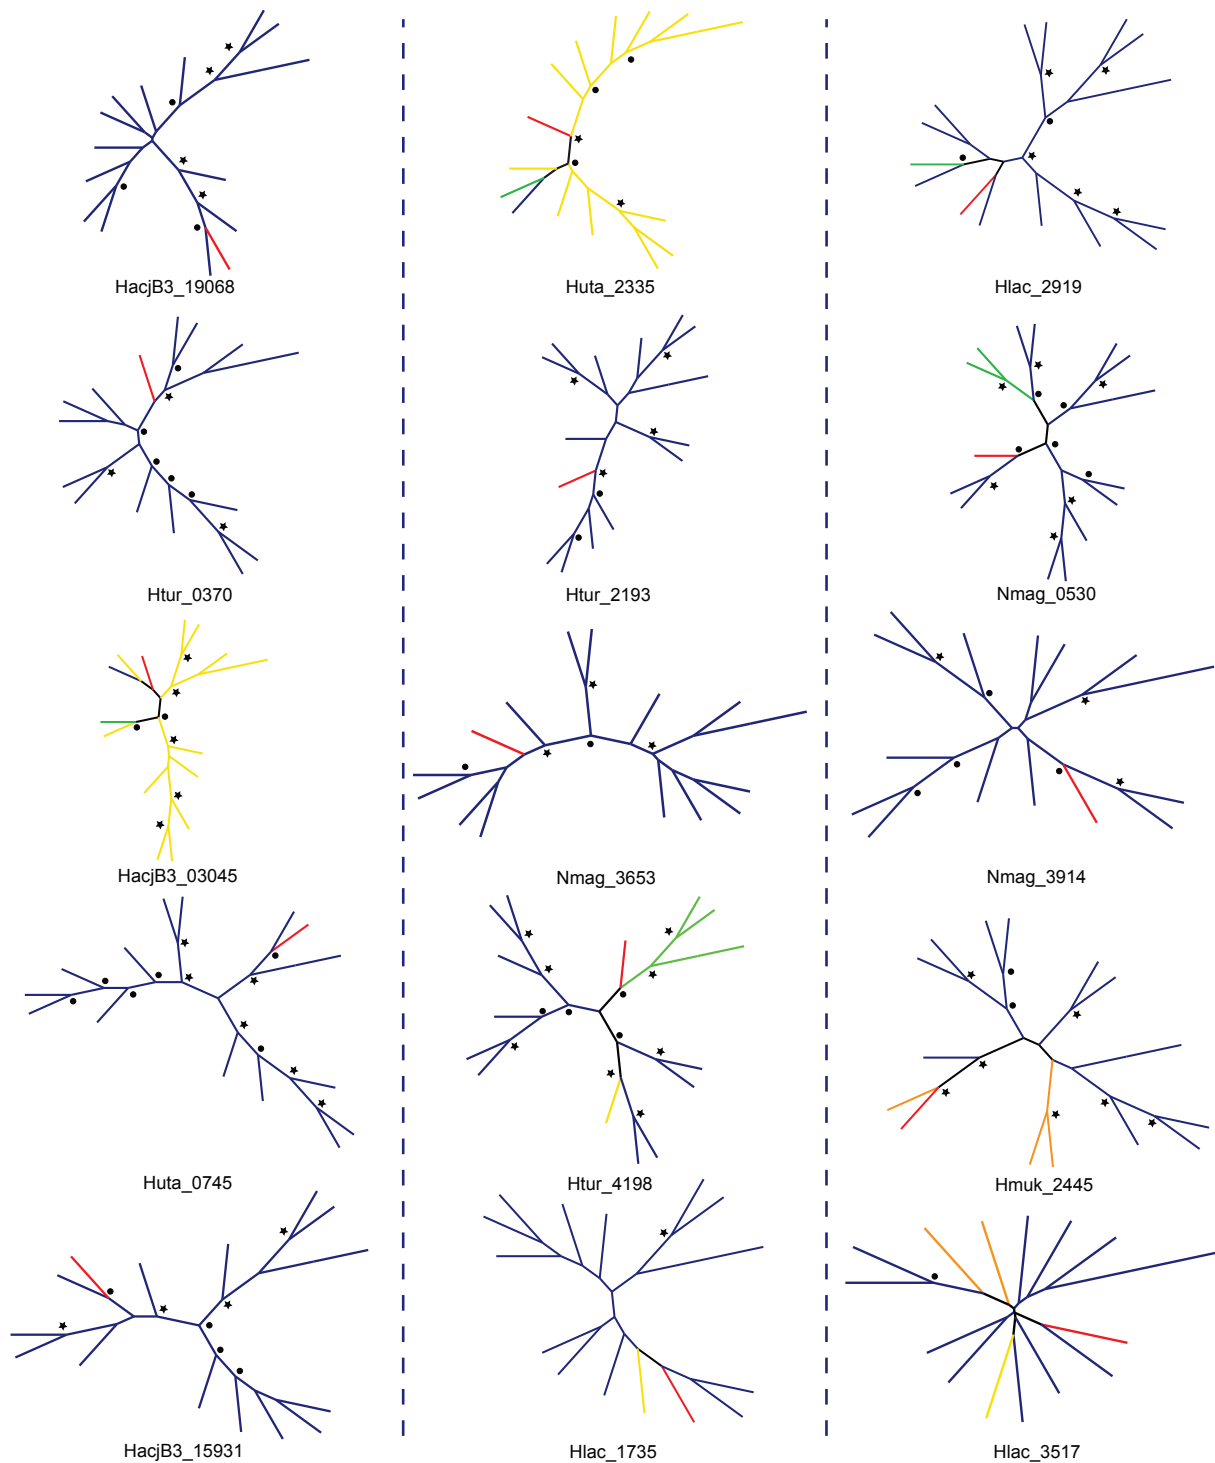 HacjB3_19068
Huta_2335
Hlac_2919
Htur_0370
Htur_2193
Nmag_0530
HacjB3_03045
Nmag_3653
Nmag_3914
Huta_0745
Htur_4198
Hmuk_2445
HacjB3_15931
Hlac_1735
Hlac_3517